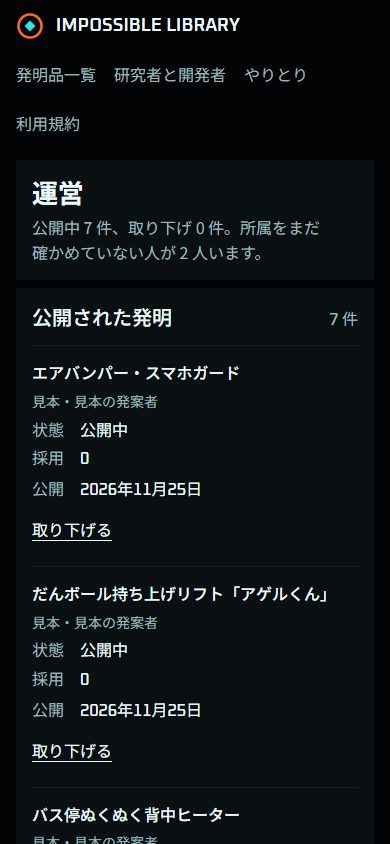 IMPOSSIBLE LIBRARY
発明品一覧 研究者と開発者 やりとり
利用規約
運営
公開中 7 件、取り下げ 0 件。所属をまだ
確かめていない人が 2 人います。
公開された発明 7 件
エアバンパー・スマホガード
見本・見本の発案者
状態 公開中
採用 0
公開 2026年11月25日
取り下げる
だんボール持ち上げリフト「アゲルくん」
見本・見本の発案者
状態 公開中
採用 0
公開 2026年11月25日
取り下げる
バス停ぬくぬく背中ヒーター
見本・見本の発案者